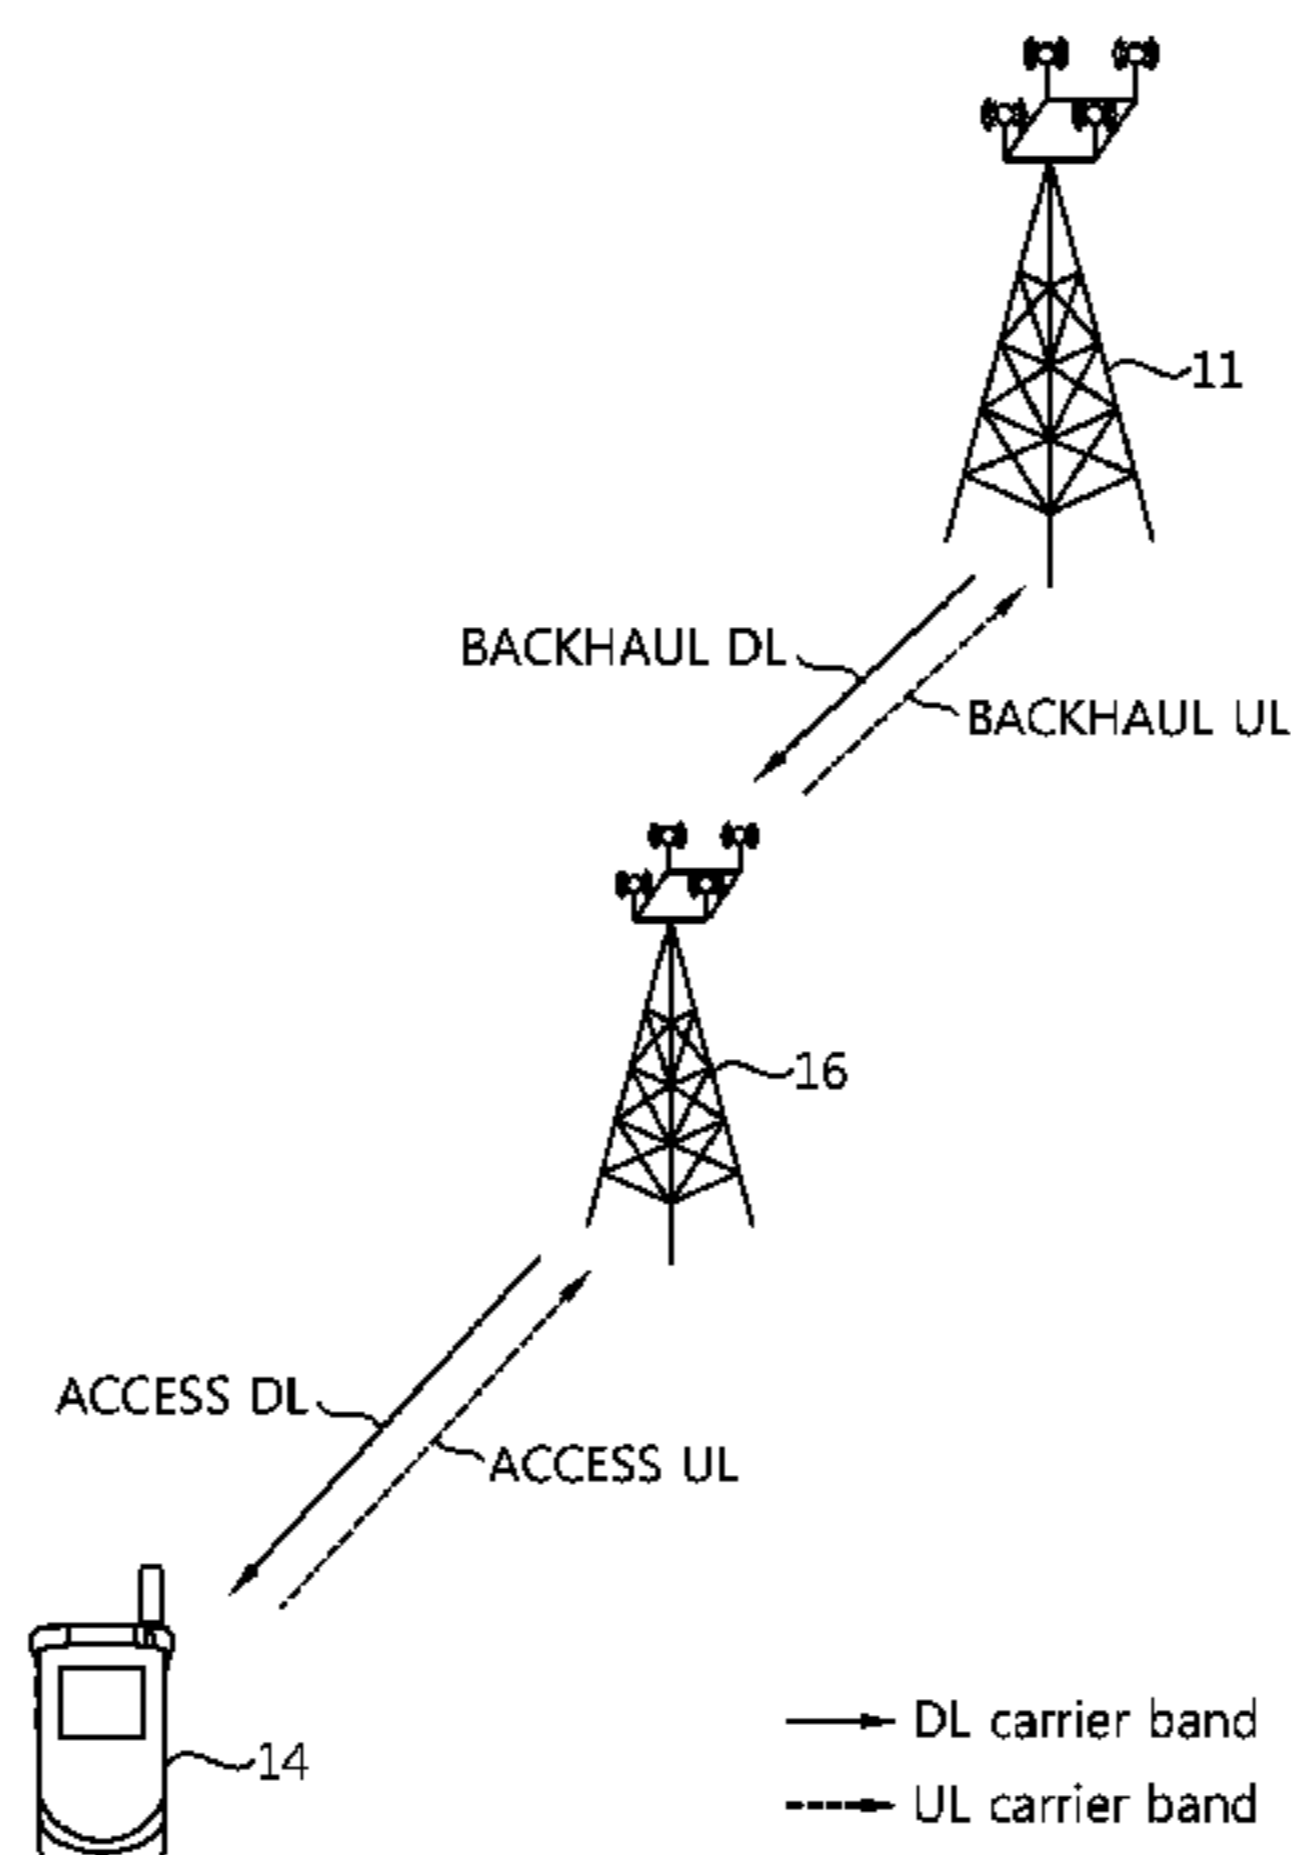 11
BACKHAUL DL
BACKHAUL UL
16
ACCESS DL
ACCESS UL
14
DL carrier band
UL carrier band